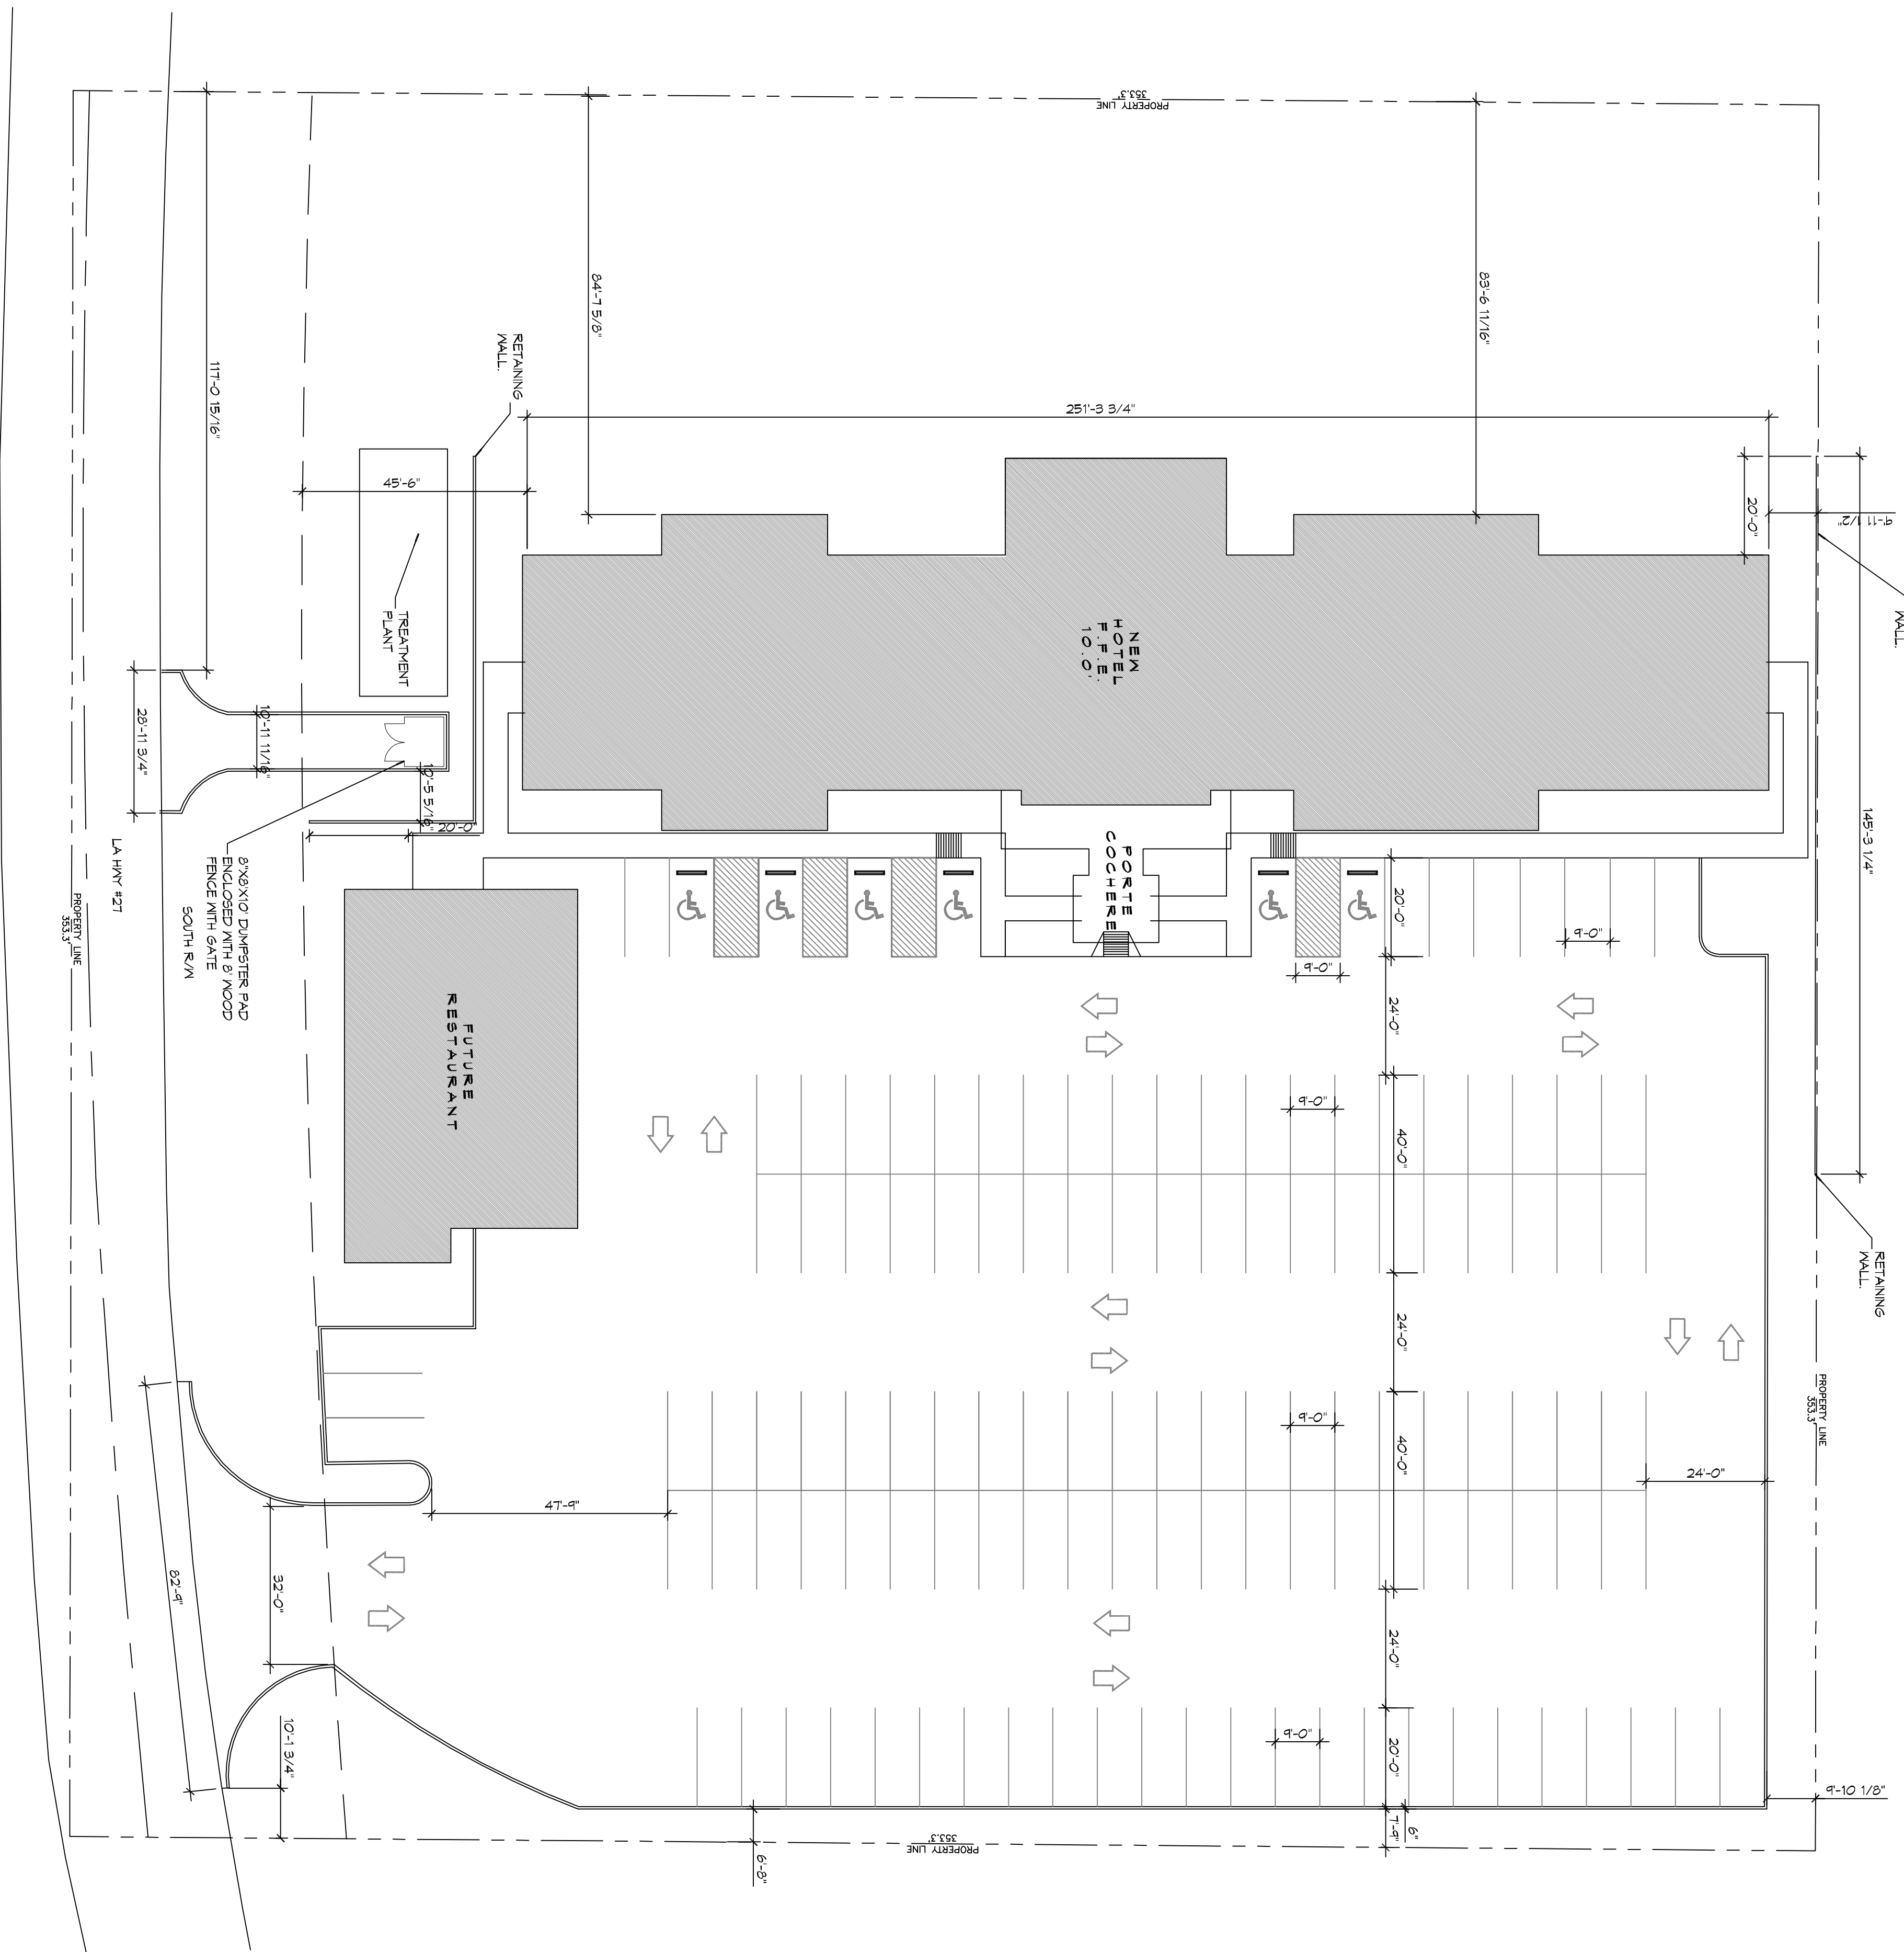 PROPERTY LINE
353.3'
84'-7 5/8"
83'-6 11/16"
117'-0 15/16"
RETAINING
WALL.
251'-3 3/4"
45'-6"
20'-0"
9'-11 1/2"
WALL.
TREATMENT
PLANT
NEW
HOTEL
F.F.E.
10.0'
28'-11 3/4"
10'-11 11/16"
10'-5 5/16"
20'-0"
145'-3 1/4"
PORTE
COCHERE
LA HWY #27
SOUTH R/W
8'X8'X10' DUMPSTER PAD
ENCLOSED WITH 8' WOOD
FENCE WITH GATE
PROPERTY LINE
353.3'
20'-0"
9'-0"
9'-0"
24'-0"
FUTURE
RESTAURANT
9'-0"
40'-0"
RETAINING
WALL.
24'-0"
PROPERTY LINE
353.3'
9'-0"
40'-0"
24'-0"
47'-9"
82'-9"
32'-0"
24'-0"
10'-1 3/4"
9'-0"
20'-0"
9'-10 1/8"
7'-9"
6"
PROPERTY LINE
353.3'
6'-8"